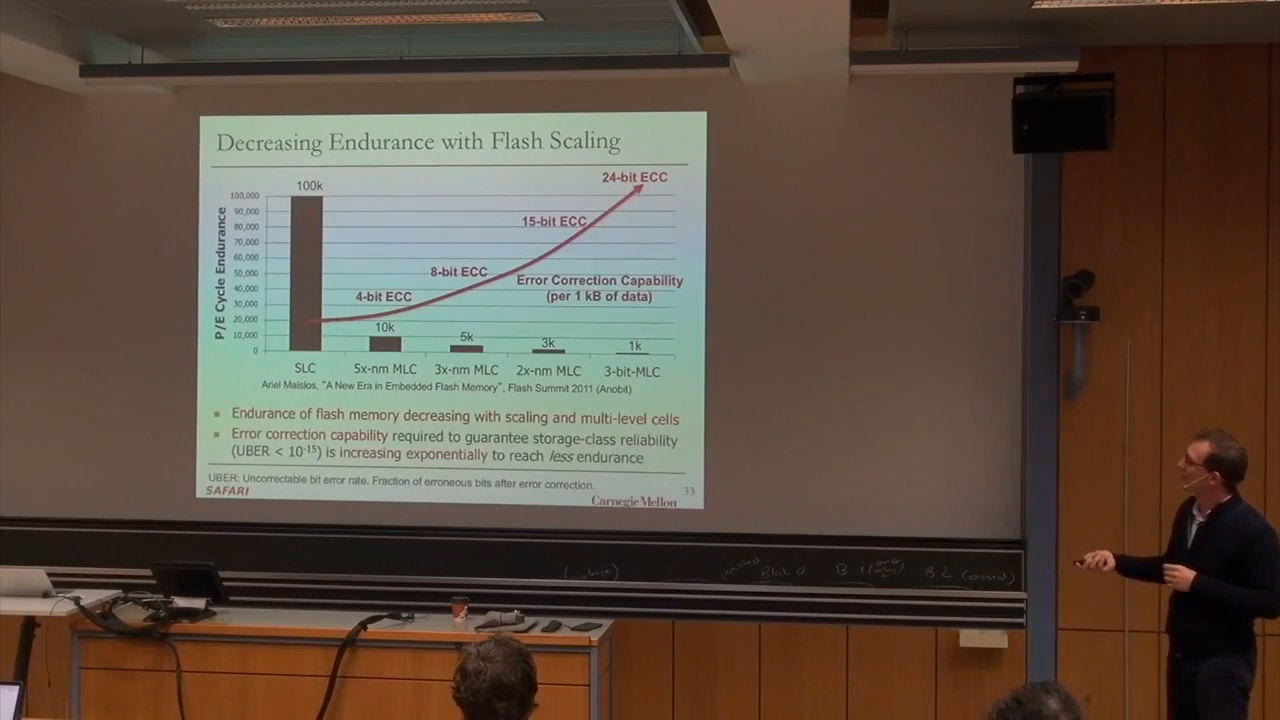 Decreasing Endurance with Flash Scaling
P/E Cycle Endurance
100,000
90,000
80,000
70,000
60,000
50,000
40,000
30,000
20,000
10,000
0
100k
10k
5k
3k
1k
4-bit ECC
8-bit ECC
15-bit ECC
24-bit ECC
Error Correction Capability
(per 1 kB of data)
SLC 5x-nm MLC 3x-nm MLC 2x-nm MLC 3-bit-MLC
Ariel Maislos, "A New Era in Embedded Flash Memory", Flash Summit 2011 (Anobit)
▪ Endurance of flash memory decreasing with scaling and multi-level cells
▪ Error correction capability required to guarantee storage-class reliability
(UBER < 10⁻¹⁵) is increasing exponentially to reach less endurance
UBER: Uncorrectable bit error rate. Fraction of erroneous bits after error correction.
SAFARI
Carnegie Mellon
33